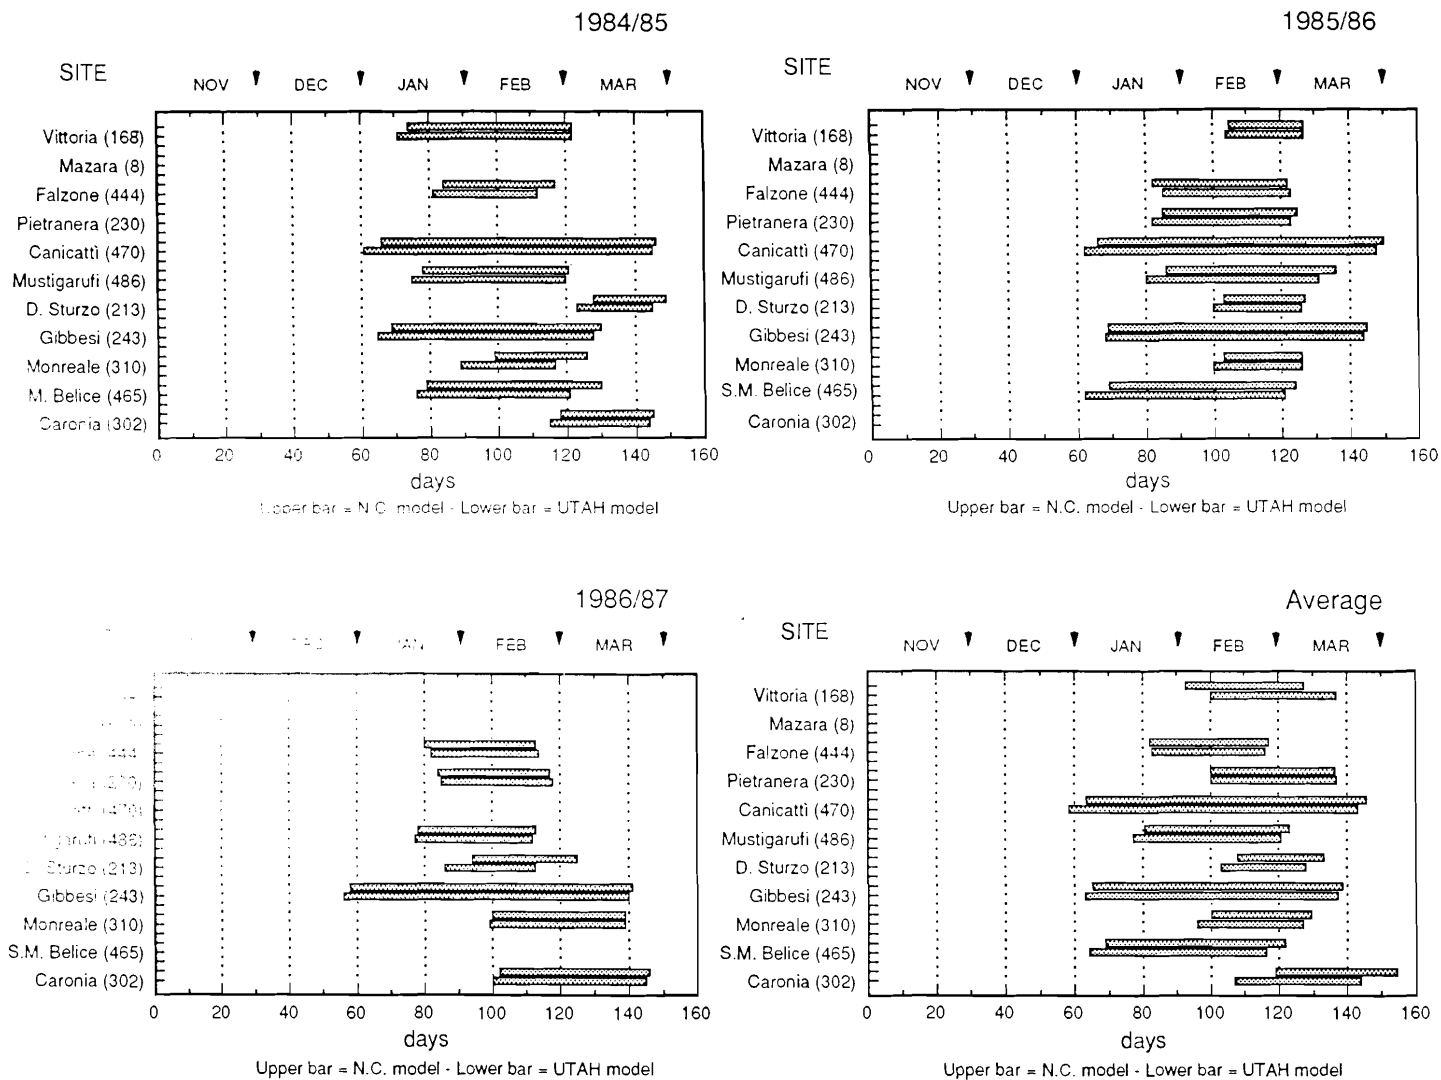 1984/85
SITE NOV DEC JAN FEB MAR
Vittoria (168)
Mazara (8)
Falzone (444)
Pietranera (230)
Canicattì (470)
Mustigarufi (486)
D. Sturzo (213)
Gibbesi (243)
Monreale (310)
M. Belice (465)
Caronia (302)
0 20 40 60 80 100 120 140 160
days
Upper bar = N.C. model - Lower bar = UTAH model
1985/86
SITE NOV DEC JAN FEB MAR
Vittoria (168)
Mazara (8)
Falzone (444)
Pietranera (230)
Canicattì (470)
Mustigarufi (486)
D. Sturzo (213)
Gibbesi (243)
Monreale (310)
S.M. Belice (465)
Caronia (302)
0 20 40 60 80 100 120 140 160
days
Upper bar = N.C. model - Lower bar = UTAH model
1986/87
FEB MAR
(213)
Gibbesi (243)
Monreale (310)
S.M. Belice (465)
Caronia (302)
0 20 40 60 80 100 120 140 160
days
Upper bar = N.C. model - Lower bar = UTAH model
Average
SITE NOV DEC JAN FEB MAR
Vittoria (168)
Mazara (8)
Falzone (444)
Pietranera (230)
Canicattì (470)
Mustigarufi (486)
D. Sturzo (213)
Gibbesi (243)
Monreale (310)
S.M. Belice (465)
Caronia (302)
0 20 40 60 80 100 120 140 160
days
Upper bar = N.C. model - Lower bar = UTAH model